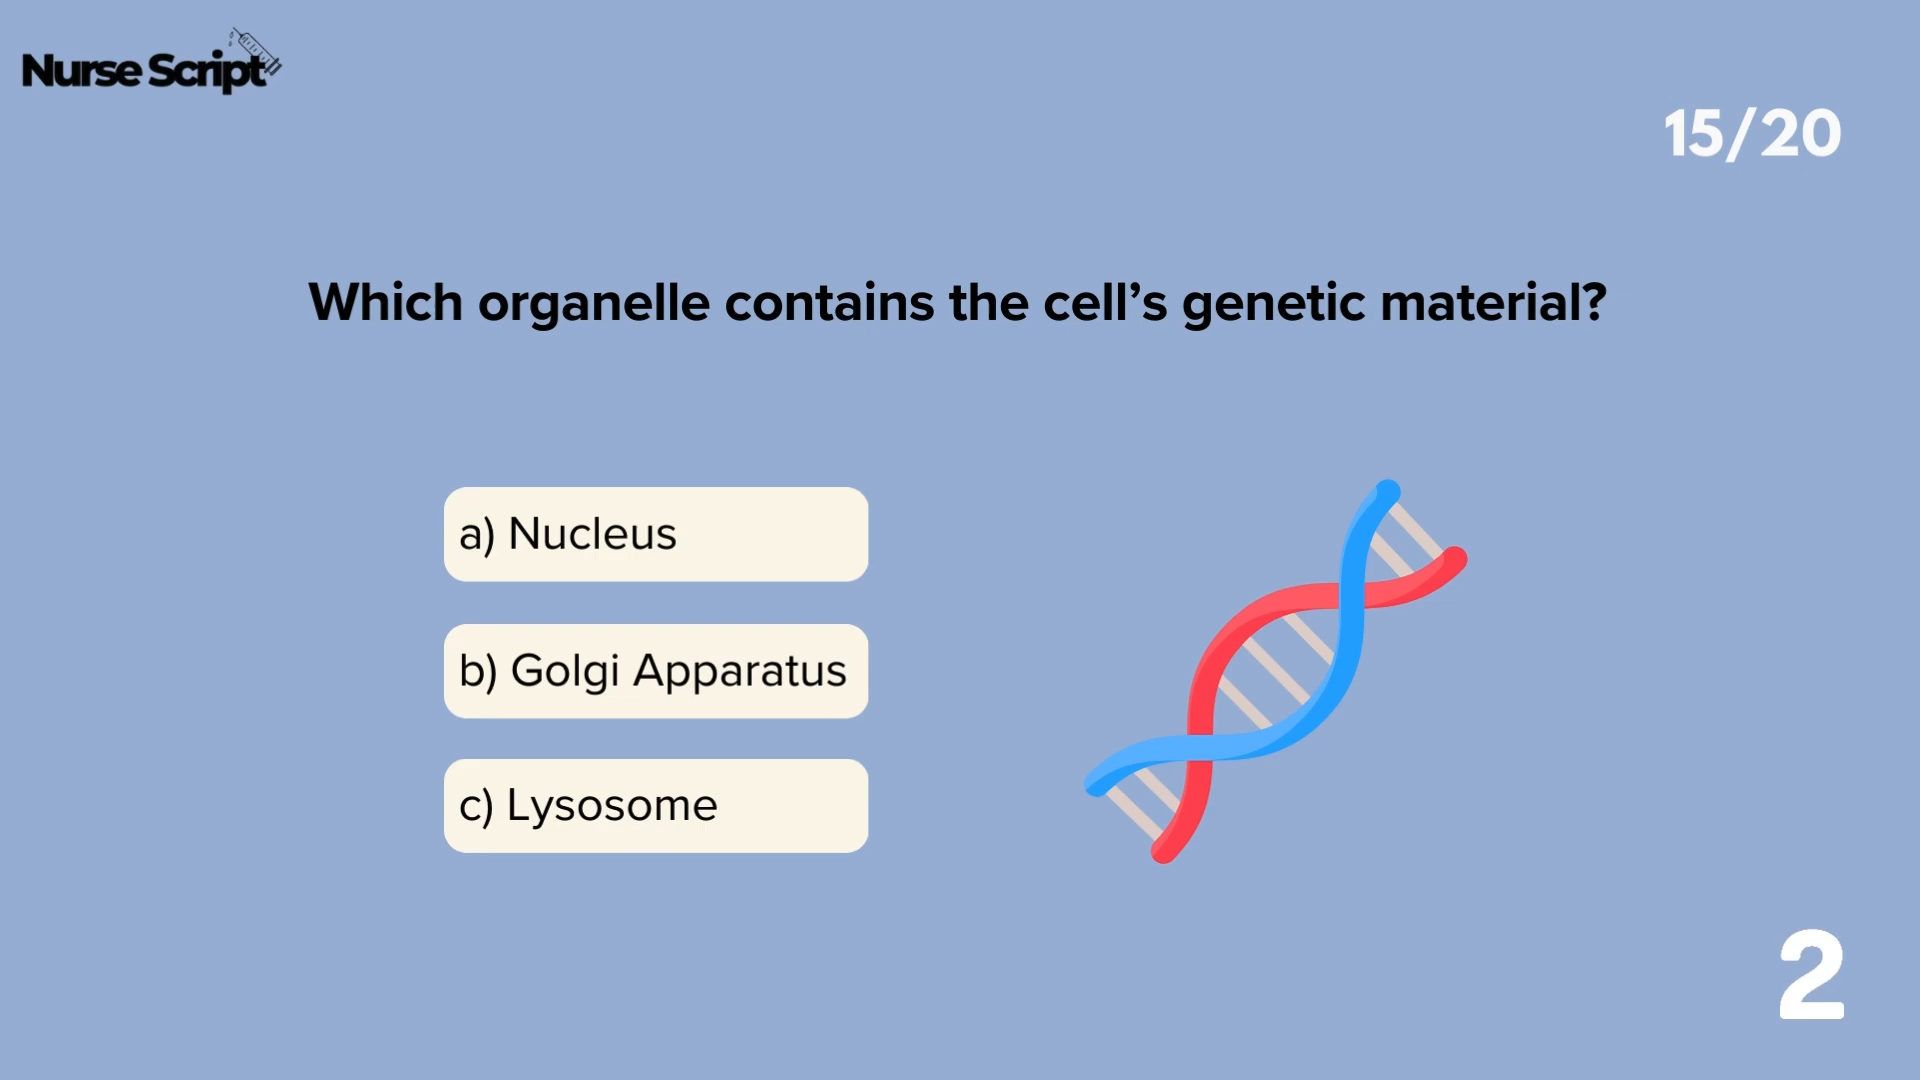 Nurse Script
15/20
Which organelle contains the cell’s genetic material?
a) Nucleus
b) Golgi Apparatus
c) Lysosome
2